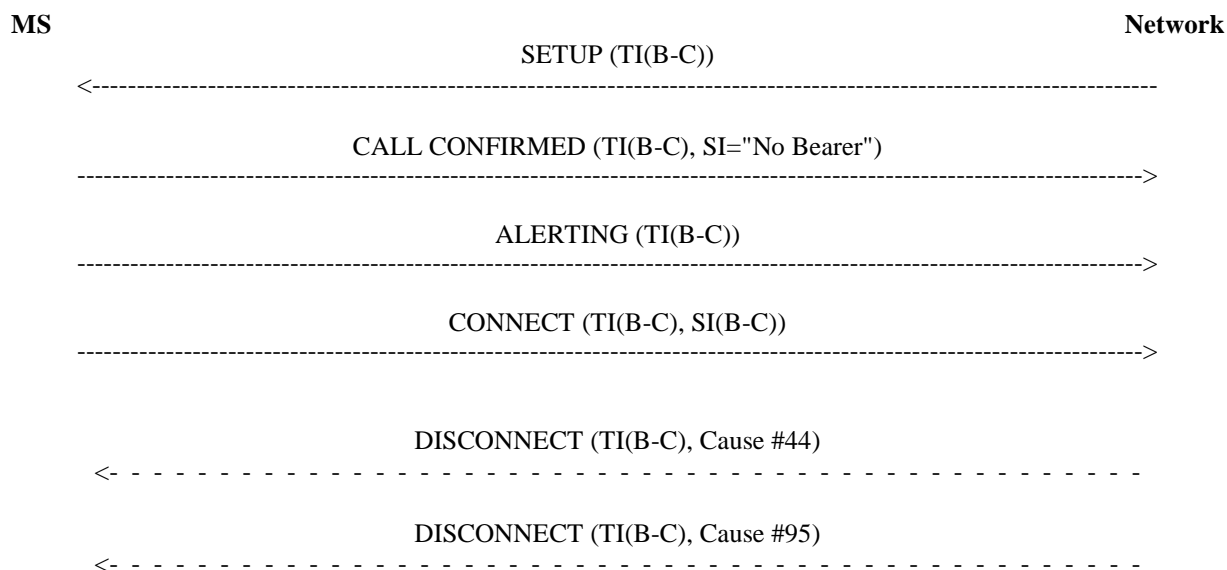 MS Network
SETUP (TI(B-C))
CALL CONFIRMED (TI(B-C), SI="No Bearer")
ALERTING (TI(B-C))
CONNECT (TI(B-C), SI(B-C))
DISCONNECT (TI(B-C), Cause #44)
DISCONNECT (TI(B-C), Cause #95)